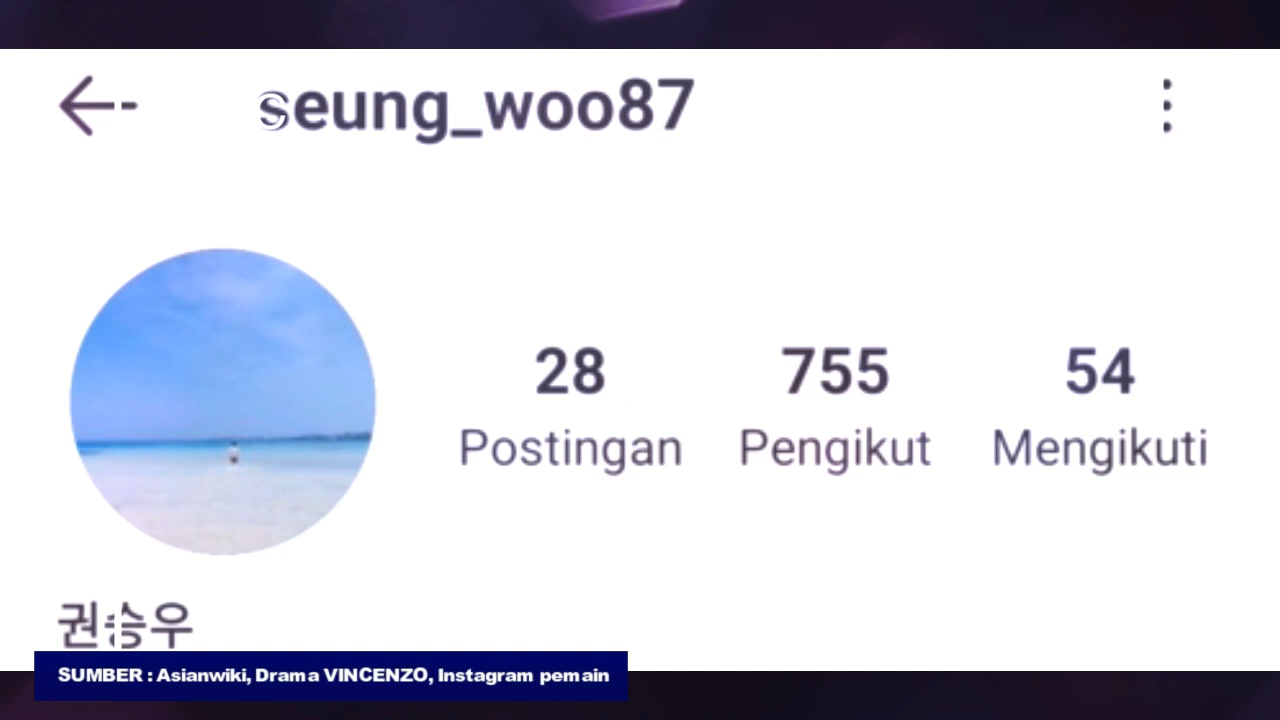 seung_woo87
28 755 54
Postingan Pengikut Mengikuti
권승우
SUMBER : Asianwiki, Drama VINCENZO, Instagram pemain